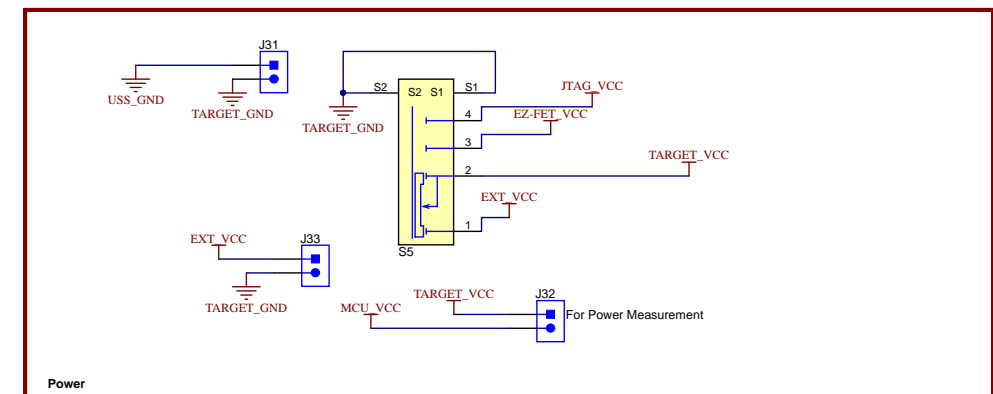 J31
USS_GND
TARGET_GND
S2
S2
S1
S1
TARGET_GND
4
JTAG_VCC
EZ-FET_VCC
3
TARGET_VCC
2
EXT_VCC
1
S5
EXT_VCC
J33
TARGET_GND
TARGET_VCC
J32
MCU_VCC
For Power Measurement
Power